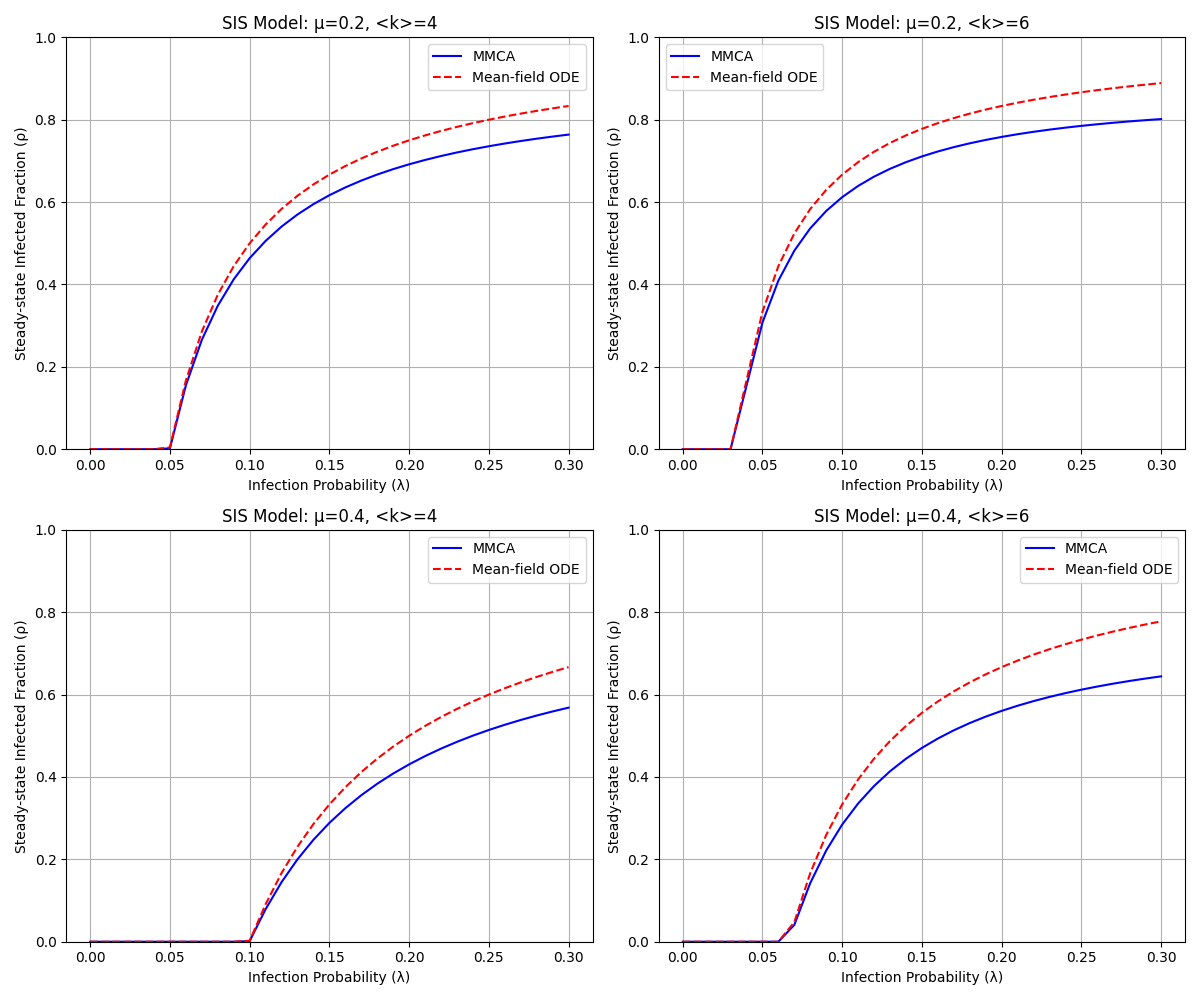 SIS Model: μ=0.2, <k>=4
MMCA
Mean-field ODE
Steady-state Infected Fraction (ρ)
1.0
0.8
0.6
0.4
0.2
0.0
0.00 0.05 0.10 0.15 0.20 0.25 0.30
Infection Probability (λ)
SIS Model: μ=0.2, <k>=6
MMCA
Mean-field ODE
Steady-state Infected Fraction (ρ)
1.0
0.8
0.6
0.4
0.2
0.0
0.00 0.05 0.10 0.15 0.20 0.25 0.30
Infection Probability (λ)
SIS Model: μ=0.4, <k>=4
MMCA
Mean-field ODE
Steady-state Infected Fraction (ρ)
1.0
0.8
0.6
0.4
0.2
0.0
0.00 0.05 0.10 0.15 0.20 0.25 0.30
Infection Probability (λ)
SIS Model: μ=0.4, <k>=6
MMCA
Mean-field ODE
Steady-state Infected Fraction (ρ)
1.0
0.8
0.6
0.4
0.2
0.0
0.00 0.05 0.10 0.15 0.20 0.25 0.30
Infection Probability (λ)